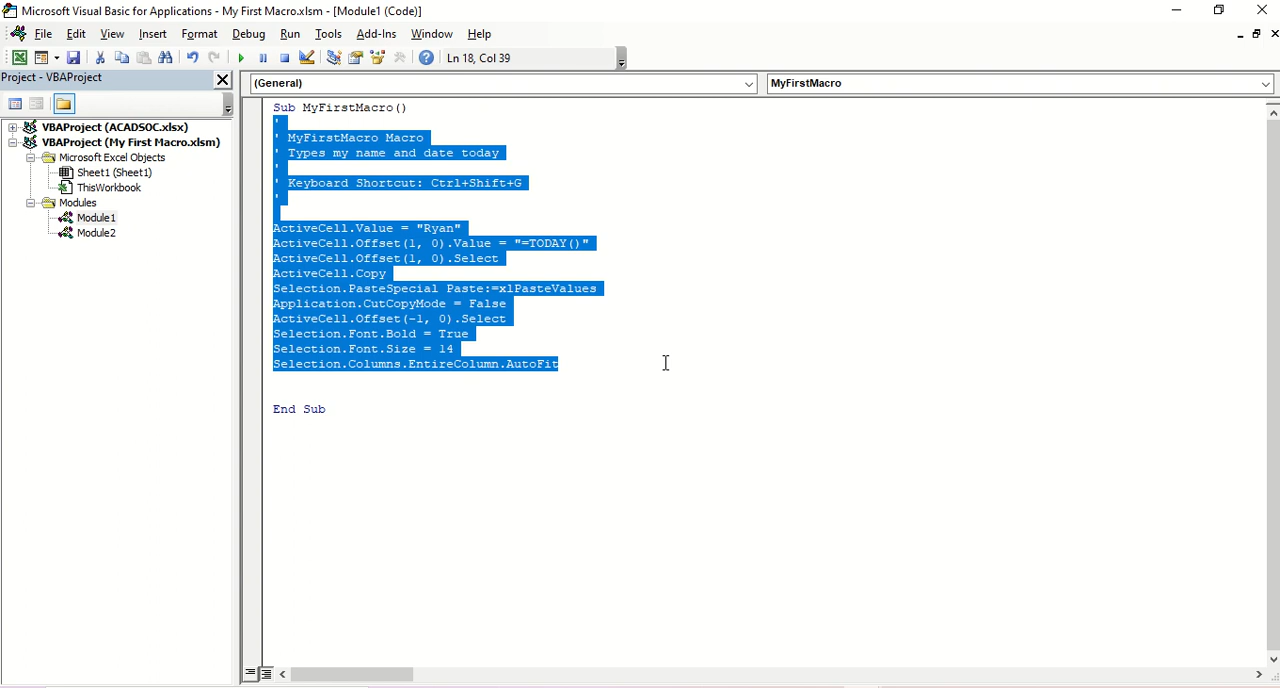 Microsoft Visual Basic for Applications - My First Macro.xlsm - [Module1 (Code)]
File Edit View Insert Format Debug Run Tools Add-Ins Window Help
Ln 18, Col 39
Project - VBAProject
(General)
MyFirstMacro
VBAProject (ACADSOC.xlsx)
VBAProject (My First Macro.xlsm)
Microsoft Excel Objects
Sheet1 (Sheet1)
ThisWorkbook
Modules
Module1
Module2
Sub MyFirstMacro()
'
' MyFirstMacro Macro
' Types my name and date today
'
' Keyboard Shortcut: Ctrl+Shift+G
'
ActiveCell.Value = "Ryan"
ActiveCell.Offset(1, 0).Value = "=TODAY()"
ActiveCell.Offset(1, 0).Select
ActiveCell.Copy
Selection.PasteSpecial Paste:=xlPasteValues
Application.CutCopyMode = False
ActiveCell.Offset(-1, 0).Select
Selection.Font.Bold = True
Selection.Font.Size = 14
Selection.Columns.EntireColumn.AutoFit
End Sub